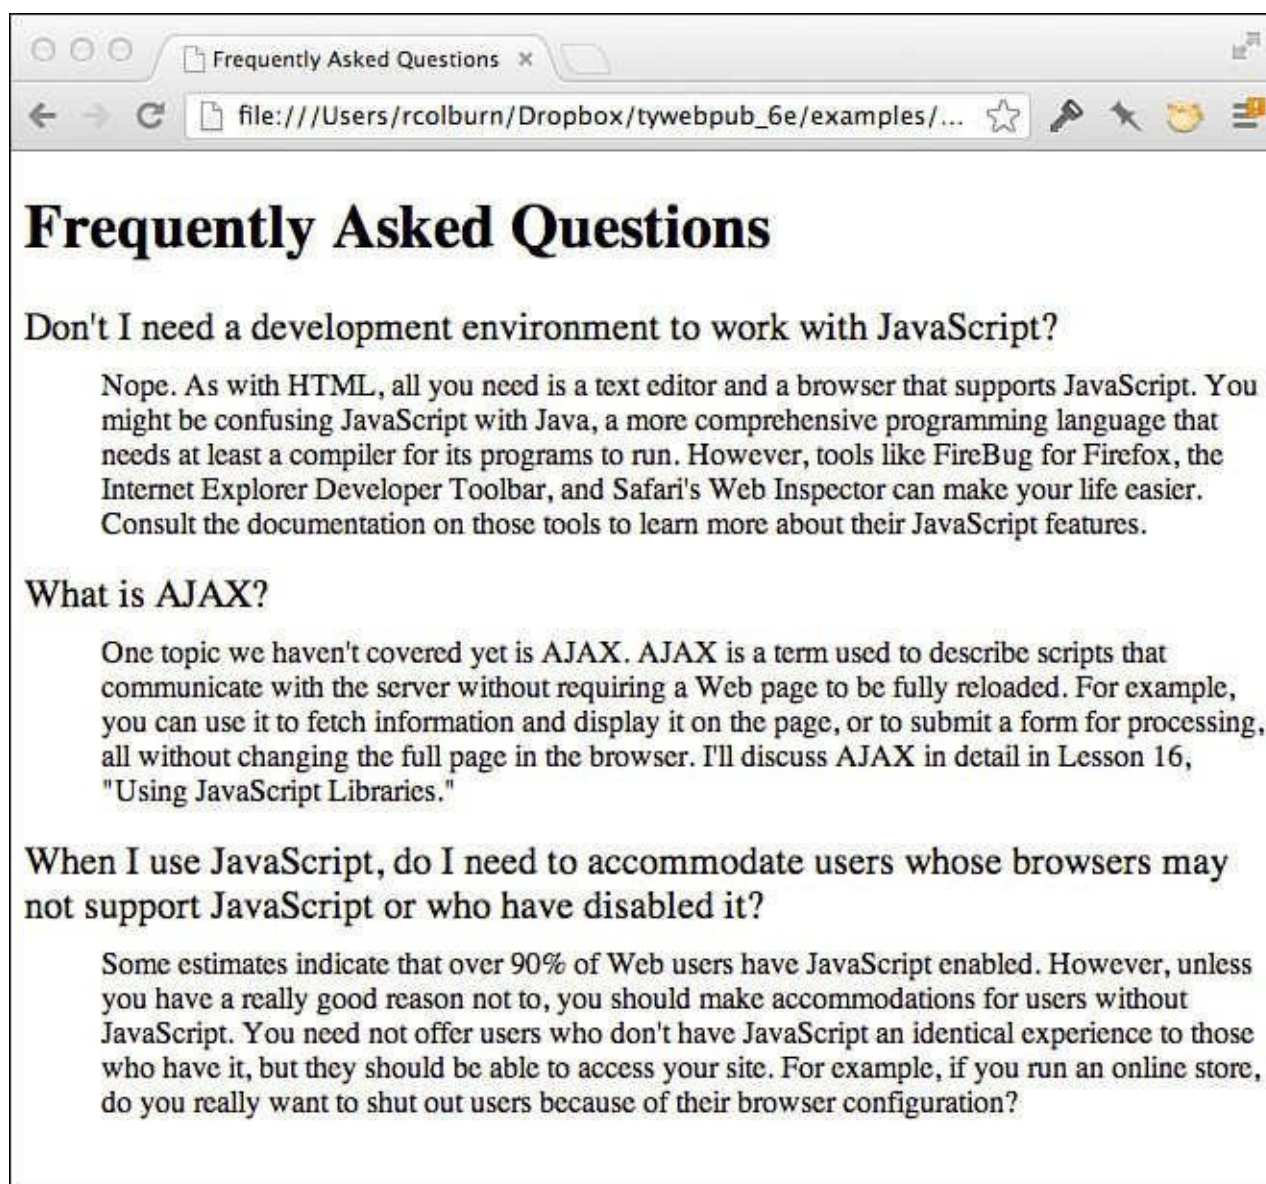 Frequently Asked Questions
file:///Users/rcolburn/Dropbox/tywebpub_6e/examples/...
Frequently Asked Questions
Don't I need a development environment to work with JavaScript?
Nope. As with HTML, all you need is a text editor and a browser that supports JavaScript. You
might be confusing JavaScript with Java, a more comprehensive programming language that
needs at least a compiler for its programs to run. However, tools like FireBug for Firefox, the
Internet Explorer Developer Toolbar, and Safari's Web Inspector can make your life easier.
Consult the documentation on those tools to learn more about their JavaScript features.
What is AJAX?
One topic we haven't covered yet is AJAX. AJAX is a term used to describe scripts that
communicate with the server without requiring a Web page to be fully reloaded. For example,
you can use it to fetch information and display it on the page, or to submit a form for processing,
all without changing the full page in the browser. I'll discuss AJAX in detail in Lesson 16,
"Using JavaScript Libraries."
When I use JavaScript, do I need to accommodate users whose browsers may
not support JavaScript or who have disabled it?
Some estimates indicate that over 90% of Web users have JavaScript enabled. However, unless
you have a really good reason not to, you should make accommodations for users without
JavaScript. You need not offer users who don't have JavaScript an identical experience to those
who have it, but they should be able to access your site. For example, if you run an online store,
do you really want to shut out users because of their browser configuration?